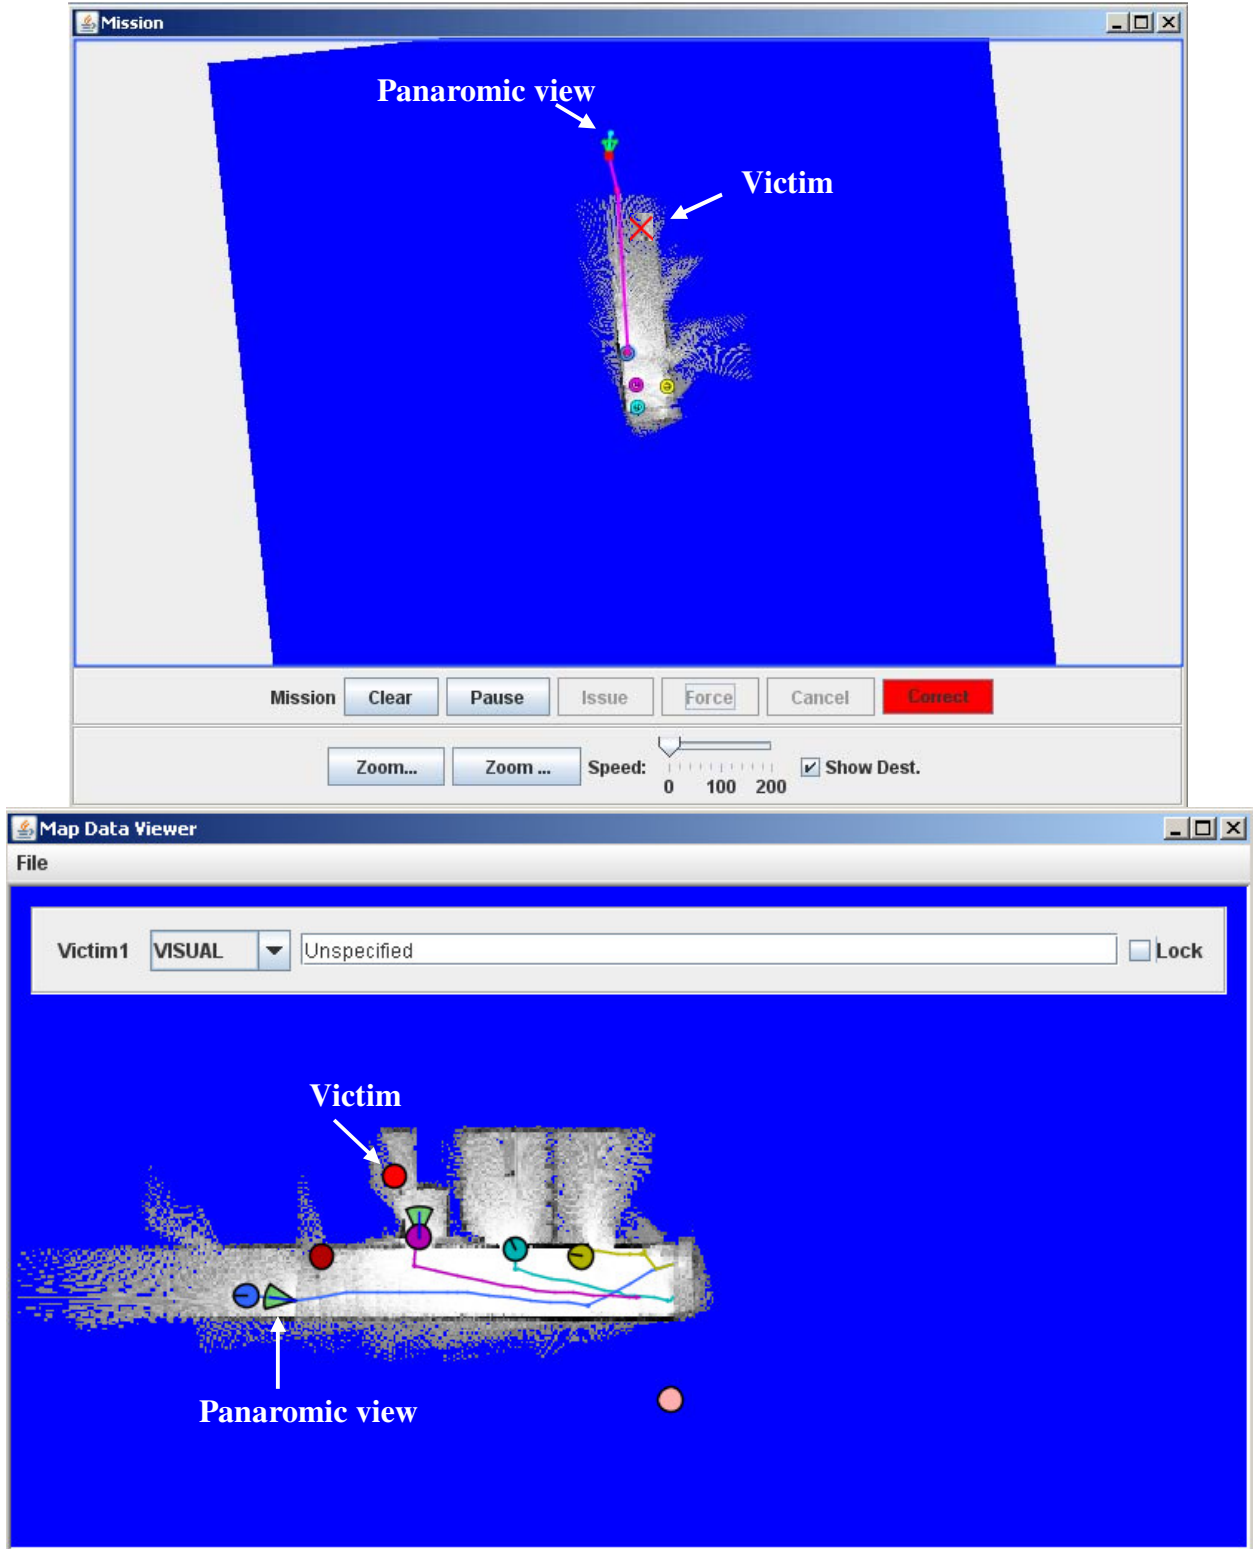 Mission
Panaromic view
Victim
Mission Clear Pause Issue Force Cancel Correct
Zoom... Zoom ... Speed: 0 100 200 Show Dest.
Map Data Viewer
File
Victim1 VISUAL Unspecified Lock
Victim
Panaromic view